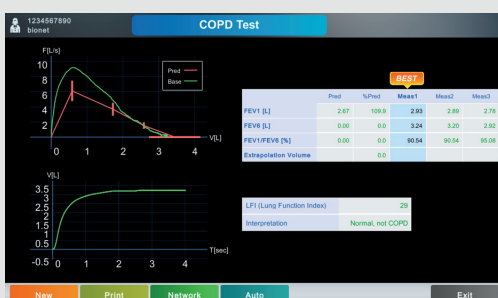 1234567890
bionet
COPD Test
F[L/s]
10
8
6
4
2
0 1 2 3 4
V[L]
Pred
Base
BEST
Pred %Pred Meas1 Meas2 Meas3
FEV1 [L] 2.67 109.9 2.93 2.89 2.78
FEV6 [L] 0.00 0.0 3.24 3.20 2.92
FEV1/FEV6 [%] 0.00 0.0 90.54 90.54 95.08
Extrapolation Volume 0.0
V[L]
3.5
3
2.5
2
1.5
1
0.5
-0.5 0 1 2 3 4
T[sec]
LFI (Lung Function Index) 29
Interpretation Normal, not COPD
New Print Network Auto Exit